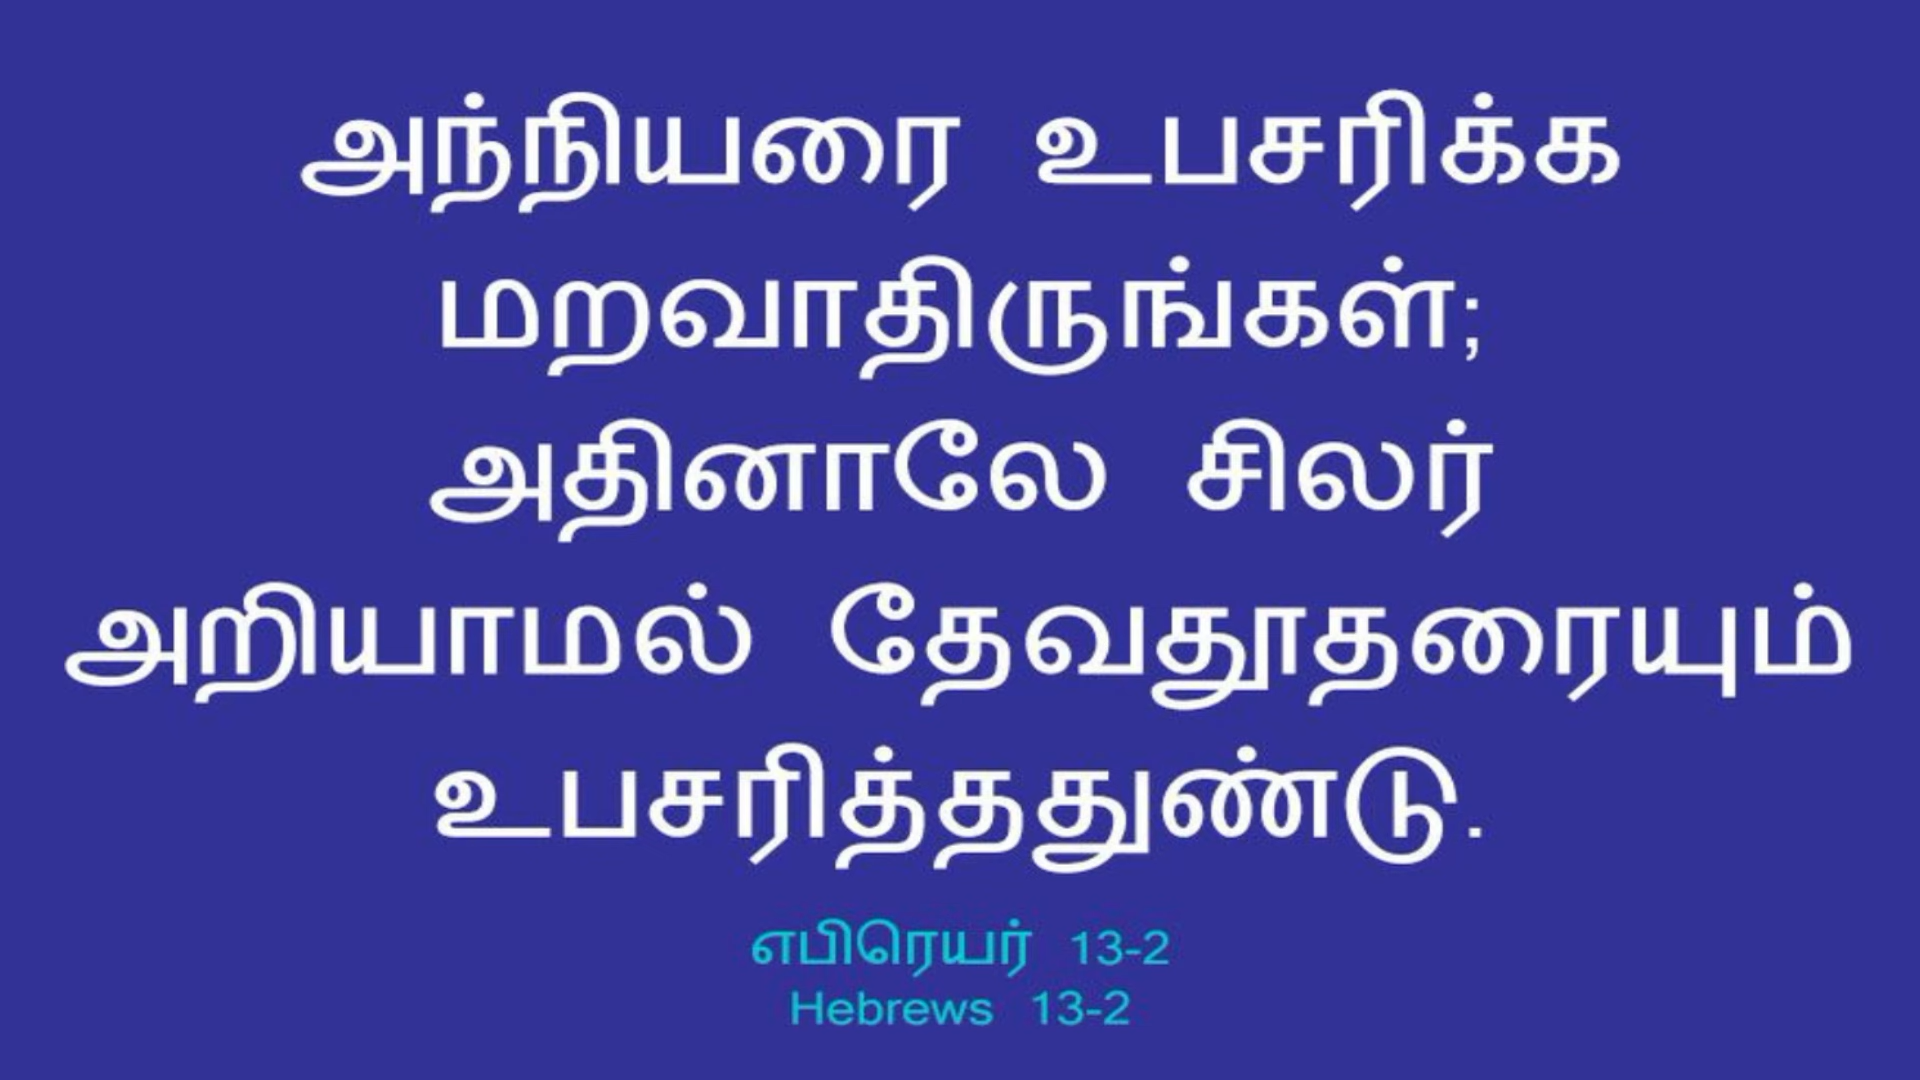 அந்நியரை உபசரிக்க
மறவாதிருங்கள்;
அதினாலே சிலர்
அறியாமல் தேவதூதரையும்
உபசரித்ததுண்டு.
எபிரெயர் 13-2
Hebrews 13-2